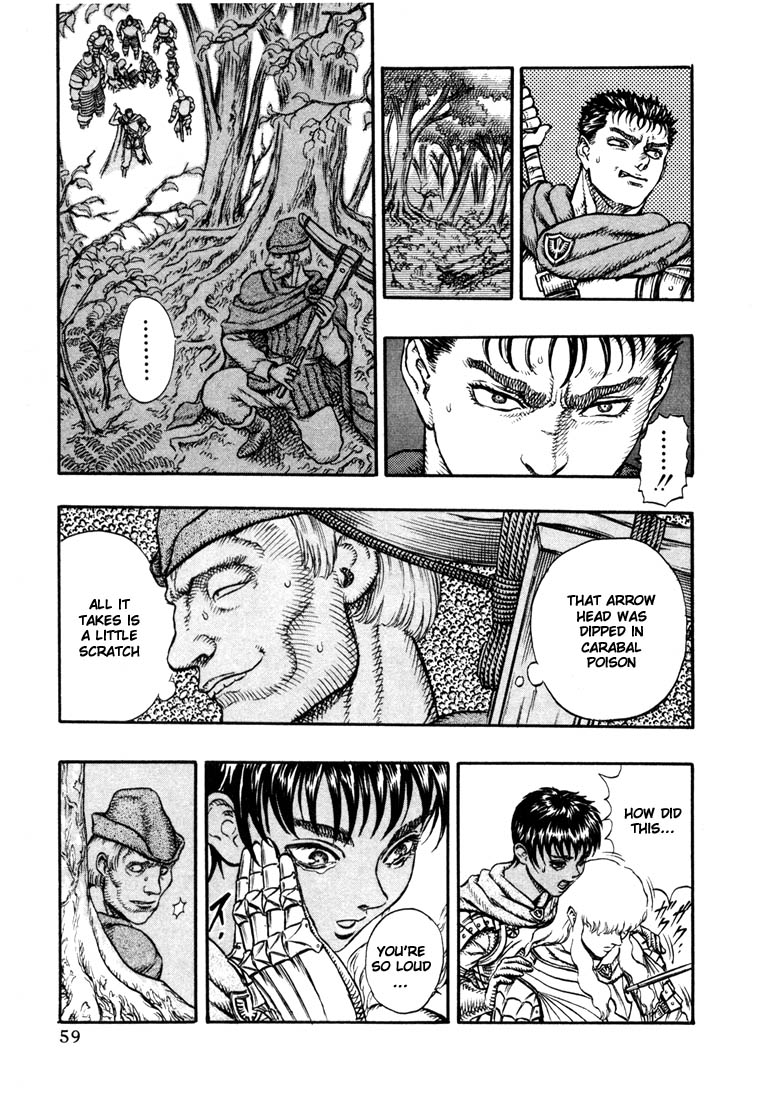 ......!!
......
THAT ARROW
HEAD WAS
DIPPED IN
CARABAL
POISON
ALL IT
TAKES IS
A LITTLE
SCRATCH
HOW DID
THIS...
YOU'RE
SO LOUD
...
ス
59